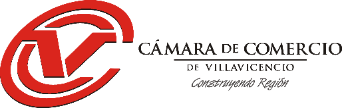 CÁMARA DE COMERCIO
DE VILLAVICENCIO
Construyendo Región